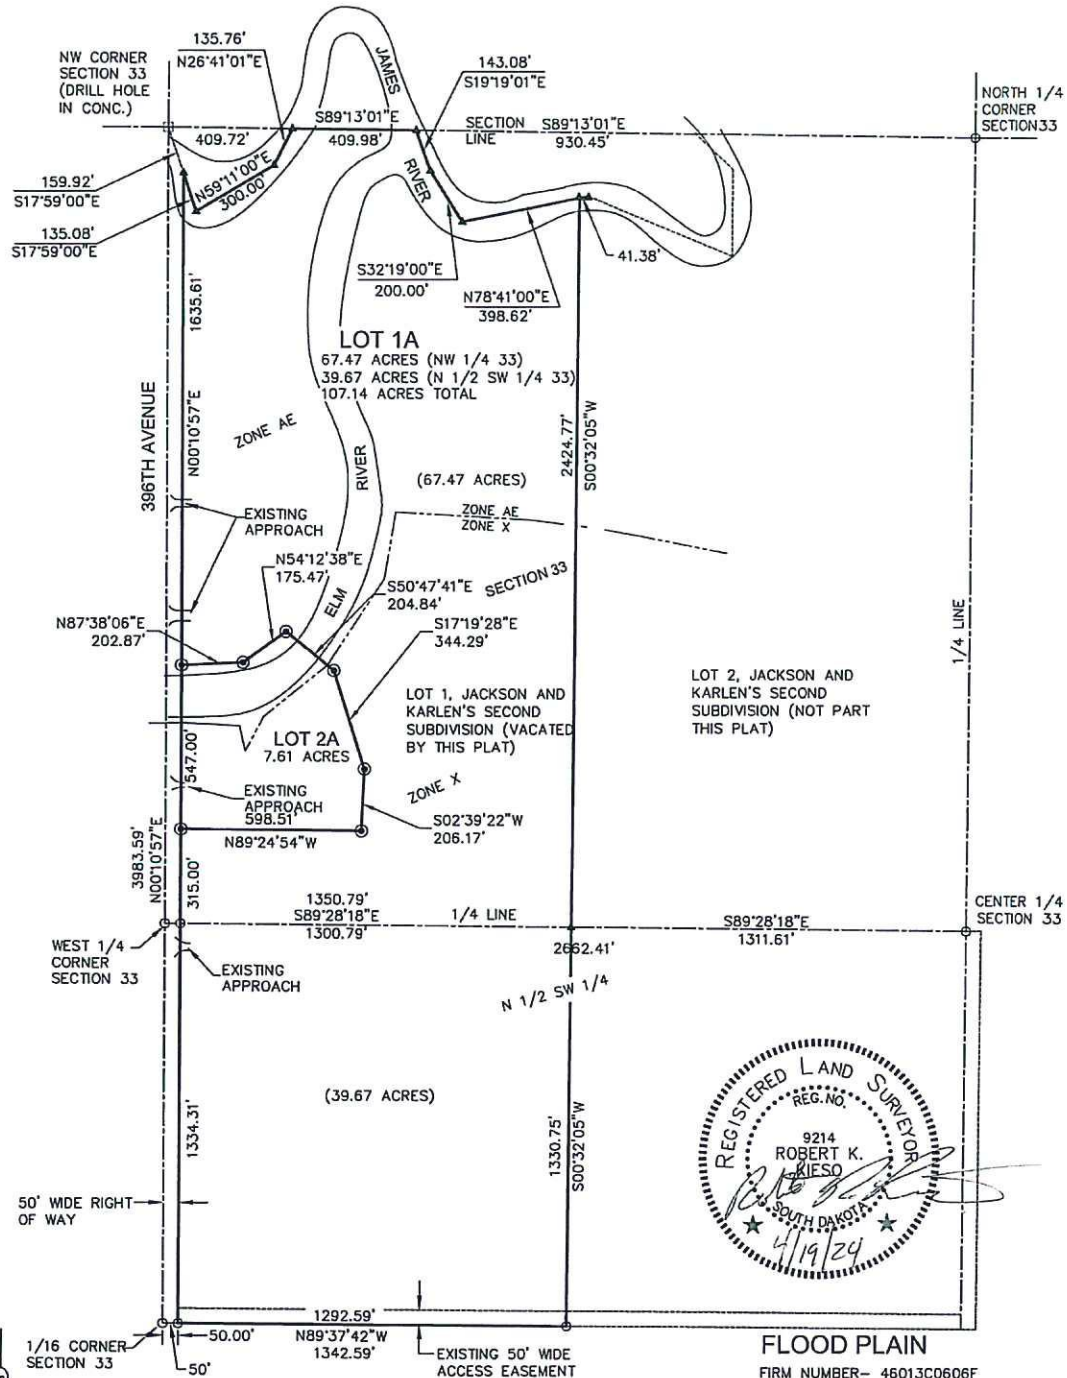 135.76'
N26°41'01"E
NW CORNER
SECTION 33
(DRILL HOLE
IN CONC.)
JAMES
RIVER
143.08'
S19°19'01"E
NORTH 1/4
CORNER
SECTION33
S89°13'01"E
409.98'
409.72'
SECTION
LINE
S89°13'01"E
930.45'
159.92'
S17°59'00"E
N59°11'00"E
300.00'
135.08'
S17°59'00"E
S32°19'00"E
200.00'
N78°41'00"E
398.62'
41.38'
1635.61'
N00°10'57"E
LOT 1A
67.47 ACRES (NW 1/4 33)
39.67 ACRES (N 1/2 SW 1/4 33)
107.14 ACRES TOTAL
396TH AVENUE
ZONE AE
RIVER
ELM
(67.47 ACRES)
2424.77'
S00°32'05"W
ZONE AE
ZONE X
EXISTING
APPROACH
N54°12'38"E
175.47'
S50°47'41"E
204.84'
SECTION 33
S17°19'28"E
344.29'
N87°38'06"E
202.87'
1/4 LINE
LOT 1, JACKSON AND
KARLEN'S SECOND
SUBDIVISION (VACATED
BY THIS PLAT)
LOT 2, JACKSON AND
KARLEN'S SECOND
SUBDIVISION (NOT PART
THIS PLAT)
LOT 2A
7.61 ACRES
547.00'
EXISTING
APPROACH
598.51'
N89°24'54"W
ZONE X
S02°39'22"W
206.17'
3983.59'
N00°10'57"E
315.00'
1350.79'
S89°28'18"E
1300.79'
1/4 LINE
S89°28'18"E
1311.61'
2662.41'
CENTER 1/4
SECTION 33
WEST 1/4
CORNER
SECTION 33
EXISTING
APPROACH
N 1/2 SW 1/4
(39.67 ACRES)
1334.31'
1330.75'
S00°32'05"W
50' WIDE RIGHT
OF WAY
REGISTERED LAND SURVEYOR
REG.NO.
9214
ROBERT K.
KIESO
SOUTH DAKOTA
4/19/24
1292.59'
N89°37'42"W
1342.59'
50.00'
50'
1/16 CORNER
SECTION 33
EXISTING 50' WIDE
ACCESS EASEMENT
FLOOD PLAIN
FIRM NUMBER- 46013C0606F